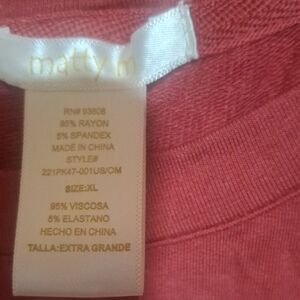 matty m
RN# 93608
95% RAYON
5% SPANDEX
MADE IN CHINA
STYLE#
221PK47-001US/OM
SIZE:XL
95% VISCOSA
5% ELASTANO
HECHO EN CHINA
TALLA:EXTRA GRANDE